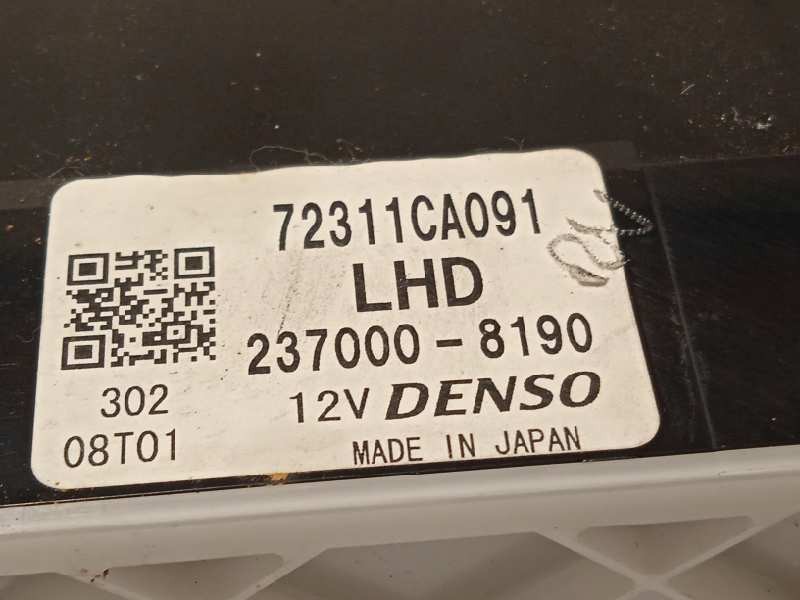 72311CA091
LHD
237000-8190
302
12V DENSO
08T01
MADE IN JAPAN